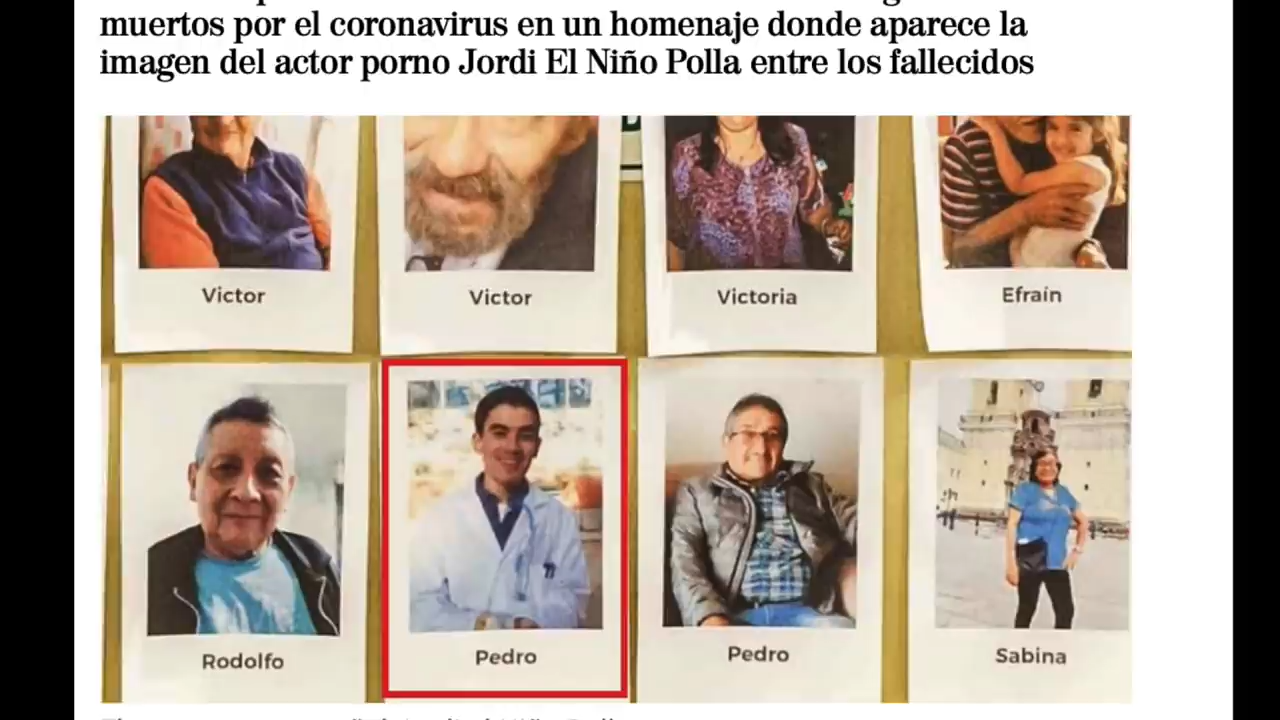 muertos por el coronavirus en un homenaje donde aparece la
imagen del actor porno Jordi El Niño Polla entre los fallecidos
Victor
Victor
Victoria
Efraín
Rodolfo
Pedro
Pedro
Sabina